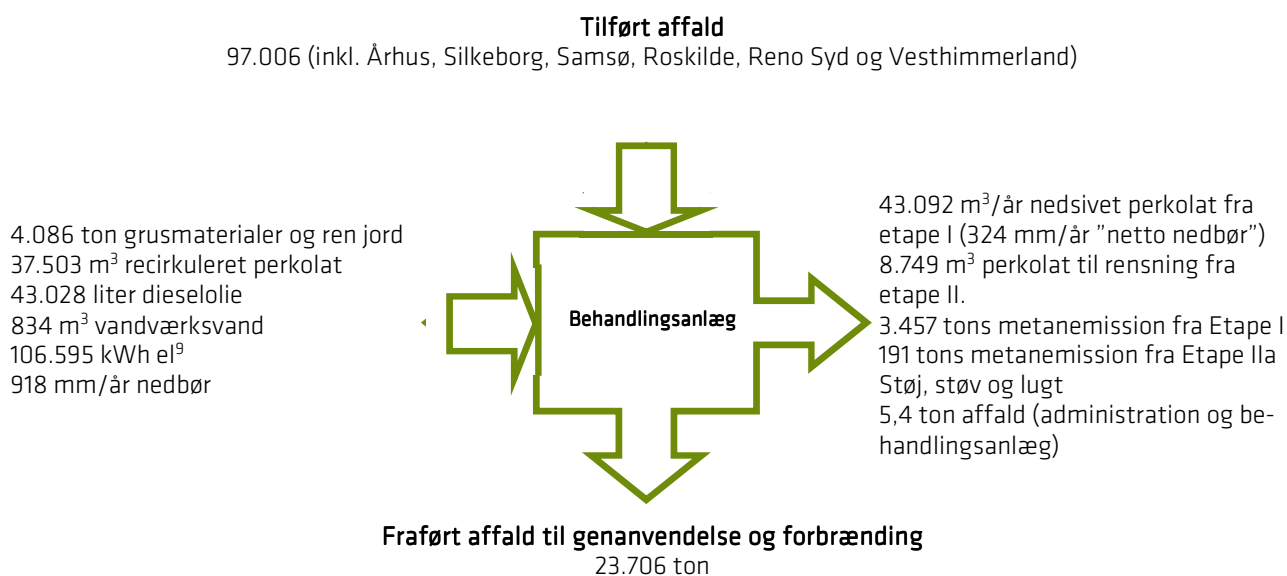 Tilført affald
97.006 (inkl. Århus, Silkeborg, Samsø, Roskilde, Reno Syd og Vesthimmerland)
4.086 ton grusmaterialer og ren jord
37.503 m³ recirkuleret perkolat
43.028 liter dieselolie
834 m³ vandværksvand
106.595 kWh el⁹
918 mm/år nedbør
Behandlingsanlæg
43.092 m³/år nedsivet perkolat fra
etape I (324 mm/år ”netto nedbør”)
8.749 m³ perkolat til rensning fra
etape II.
3.457 tons metanemission fra Etape I
191 tons metanemission fra Etape IIa
Støj, støv og lugt
5,4 ton affald (administration og be-
handlingsanlæg)
Fraført affald til genanvendelse og forbrænding
23.706 ton